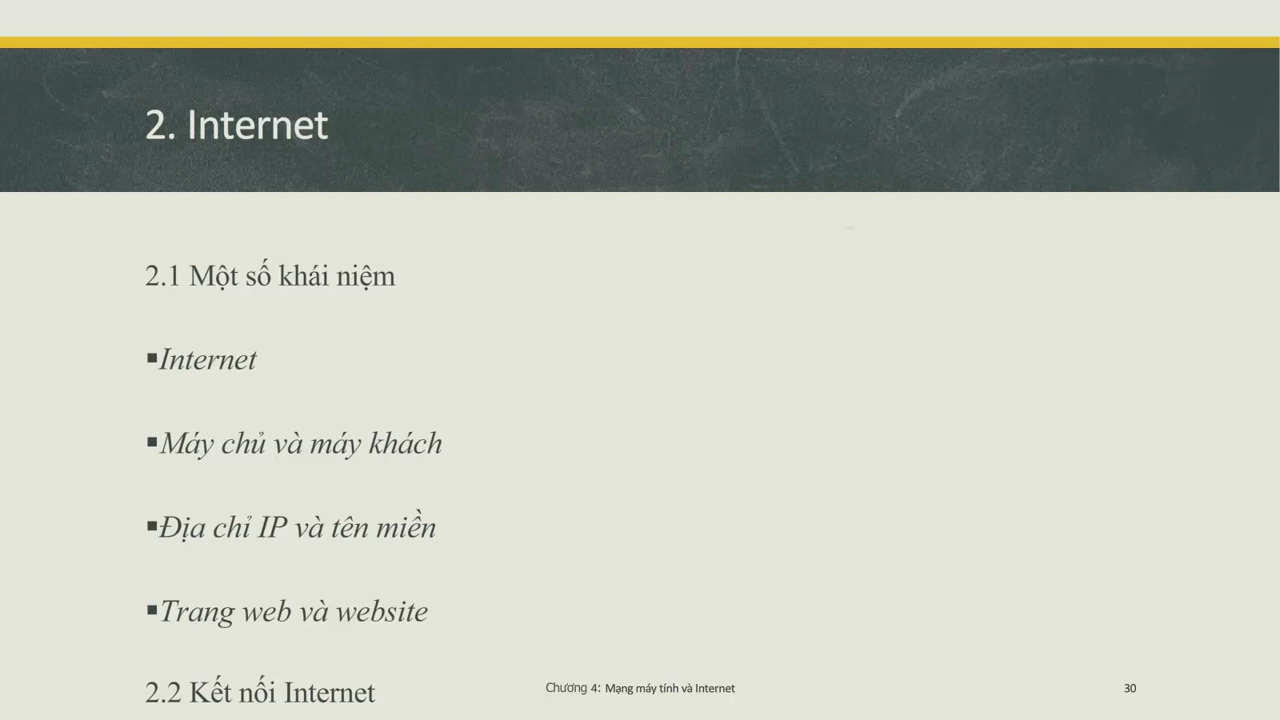 2. Internet
2.1 Một số khái niệm
▪Internet
▪Máy chủ và máy khách
▪Địa chỉ IP và tên miền
▪Trang web và website
2.2 Kết nối Internet
Chương 4: Mạng máy tính và Internet
30